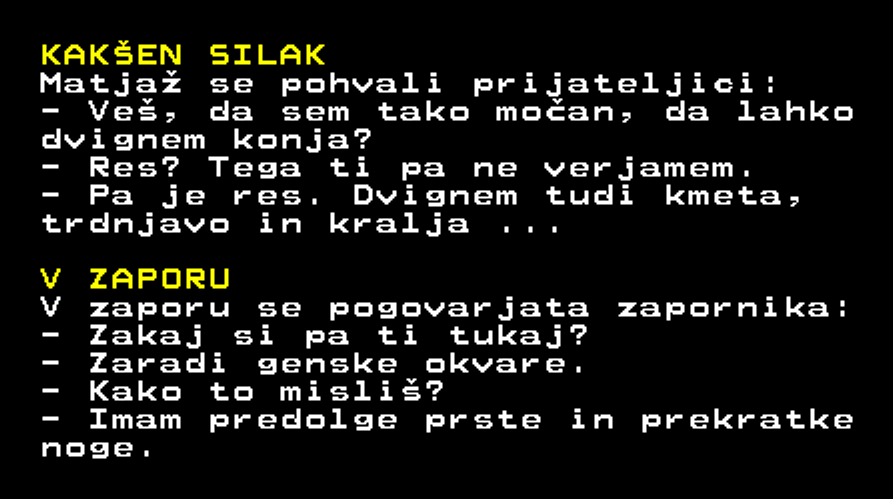 KAKŠEN SILAK
Matjaž se pohvali prijateljici:
- Veš, da sem tako močan, da lahko
dvignem konja?
- Res? Tega ti pa ne verjamem.
- Pa je res. Dvignem tudi kmeta,
trdnjavo in kralja ...
V ZAPORU
V zaporu se pogovarjata zapornika:
- Zakaj si pa ti tukaj?
- Zaradi genske okvare.
- Kako to misliš?
- Imam predolge prste in prekratke
noge.